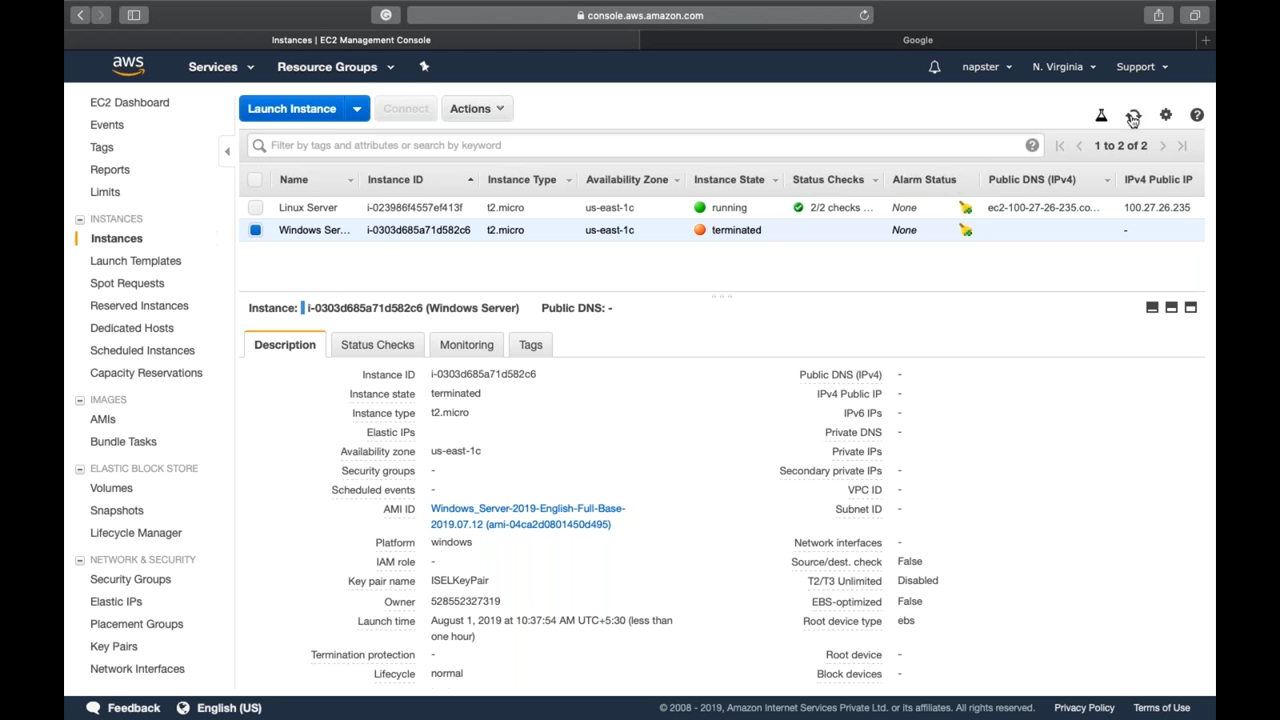 console.aws.amazon.com
Instances | EC2 Management Console
Google
aws
Services
Resource Groups
napster
N. Virginia
Support
EC2 Dashboard
Events
Tags
Reports
Limits
INSTANCES
Instances
Launch Templates
Spot Requests
Reserved Instances
Dedicated Hosts
Scheduled Instances
Capacity Reservations
IMAGES
AMIs
Bundle Tasks
ELASTIC BLOCK STORE
Volumes
Snapshots
Lifecycle Manager
NETWORK & SECURITY
Security Groups
Elastic IPs
Placement Groups
Key Pairs
Network Interfaces
Launch Instance
Connect
Actions
Filter by tags and attributes or search by keyword
1 to 2 of 2
Name Instance ID Instance Type Availability Zone Instance State Status Checks Alarm Status Public DNS (IPv4) IPv4 Public IP
Linux Server i-023986f4557ef413f t2.micro us-east-1c running 2/2 checks ... None ec2-100-27-26-235.co... 100.27.26.235
Windows Ser... i-0303d685a71d582c6 t2.micro us-east-1c terminated None -
Instance: i-0303d685a71d582c6 (Windows Server) Public DNS: -
Description
Status Checks
Monitoring
Tags
Instance ID i-0303d685a71d582c6
Instance state terminated
Instance type t2.micro
Elastic IPs
Availability zone us-east-1c
Security groups -
Scheduled events -
AMI ID Windows_Server-2019-English-Full-Base-
2019.07.12 (ami-04ca2d0801450d495)
Platform windows
IAM role -
Key pair name ISELKeyPair
Owner 528552327319
Launch time August 1, 2019 at 10:37:54 AM UTC+5:30 (less than
one hour)
Termination protection -
Lifecycle normal
Public DNS (IPv4) -
IPv4 Public IP -
IPv6 IPs -
Private DNS -
Private IPs -
Secondary private IPs -
VPC ID -
Subnet ID -
Network interfaces -
Source/dest. check False
T2/T3 Unlimited Disabled
EBS-optimized False
Root device type ebs
Root device -
Block devices -
Feedback
English (US)
© 2008 - 2019, Amazon Internet Services Private Ltd. or its affiliates. All rights reserved.
Privacy Policy
Terms of Use